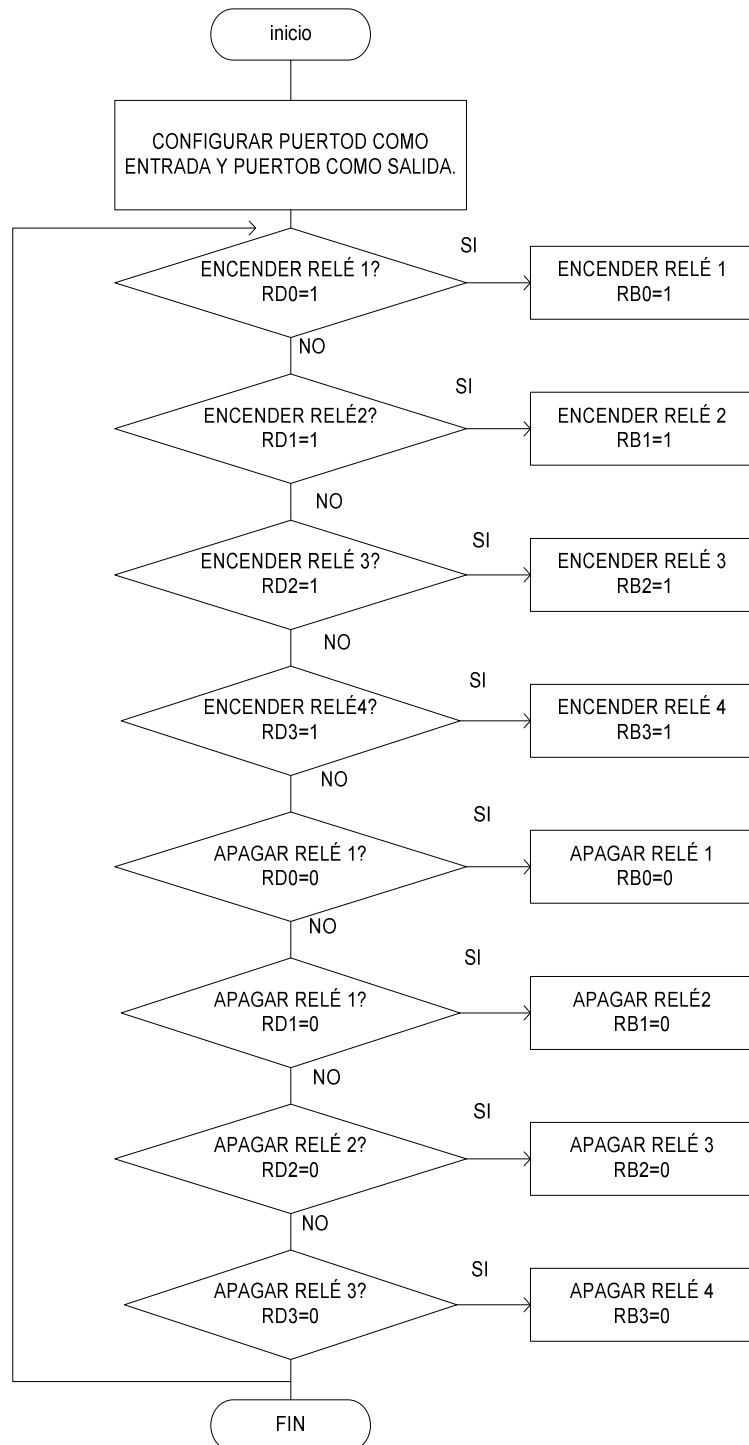 inicio
CONFIGURAR PUERTOD COMO
ENTRADA Y PUERTOB COMO SALIDA.
ENCENDER RELÉ 1?
RD0=1
SI
ENCENDER RELÉ 1
RB0=1
NO
ENCENDER RELÉ2?
RD1=1
SI
ENCENDER RELÉ 2
RB1=1
NO
ENCENDER RELÉ 3?
RD2=1
SI
ENCENDER RELÉ 3
RB2=1
NO
ENCENDER RELÉ4?
RD3=1
SI
ENCENDER RELÉ 4
RB3=1
NO
APAGAR RELÉ 1?
RD0=0
SI
APAGAR RELÉ 1
RB0=0
NO
APAGAR RELÉ 1?
RD1=0
SI
APAGAR RELÉ2
RB1=0
NO
APAGAR RELÉ 2?
RD2=0
SI
APAGAR RELÉ 3
RB2=0
NO
APAGAR RELÉ 3?
RD3=0
SI
APAGAR RELÉ 4
RB3=0
FIN